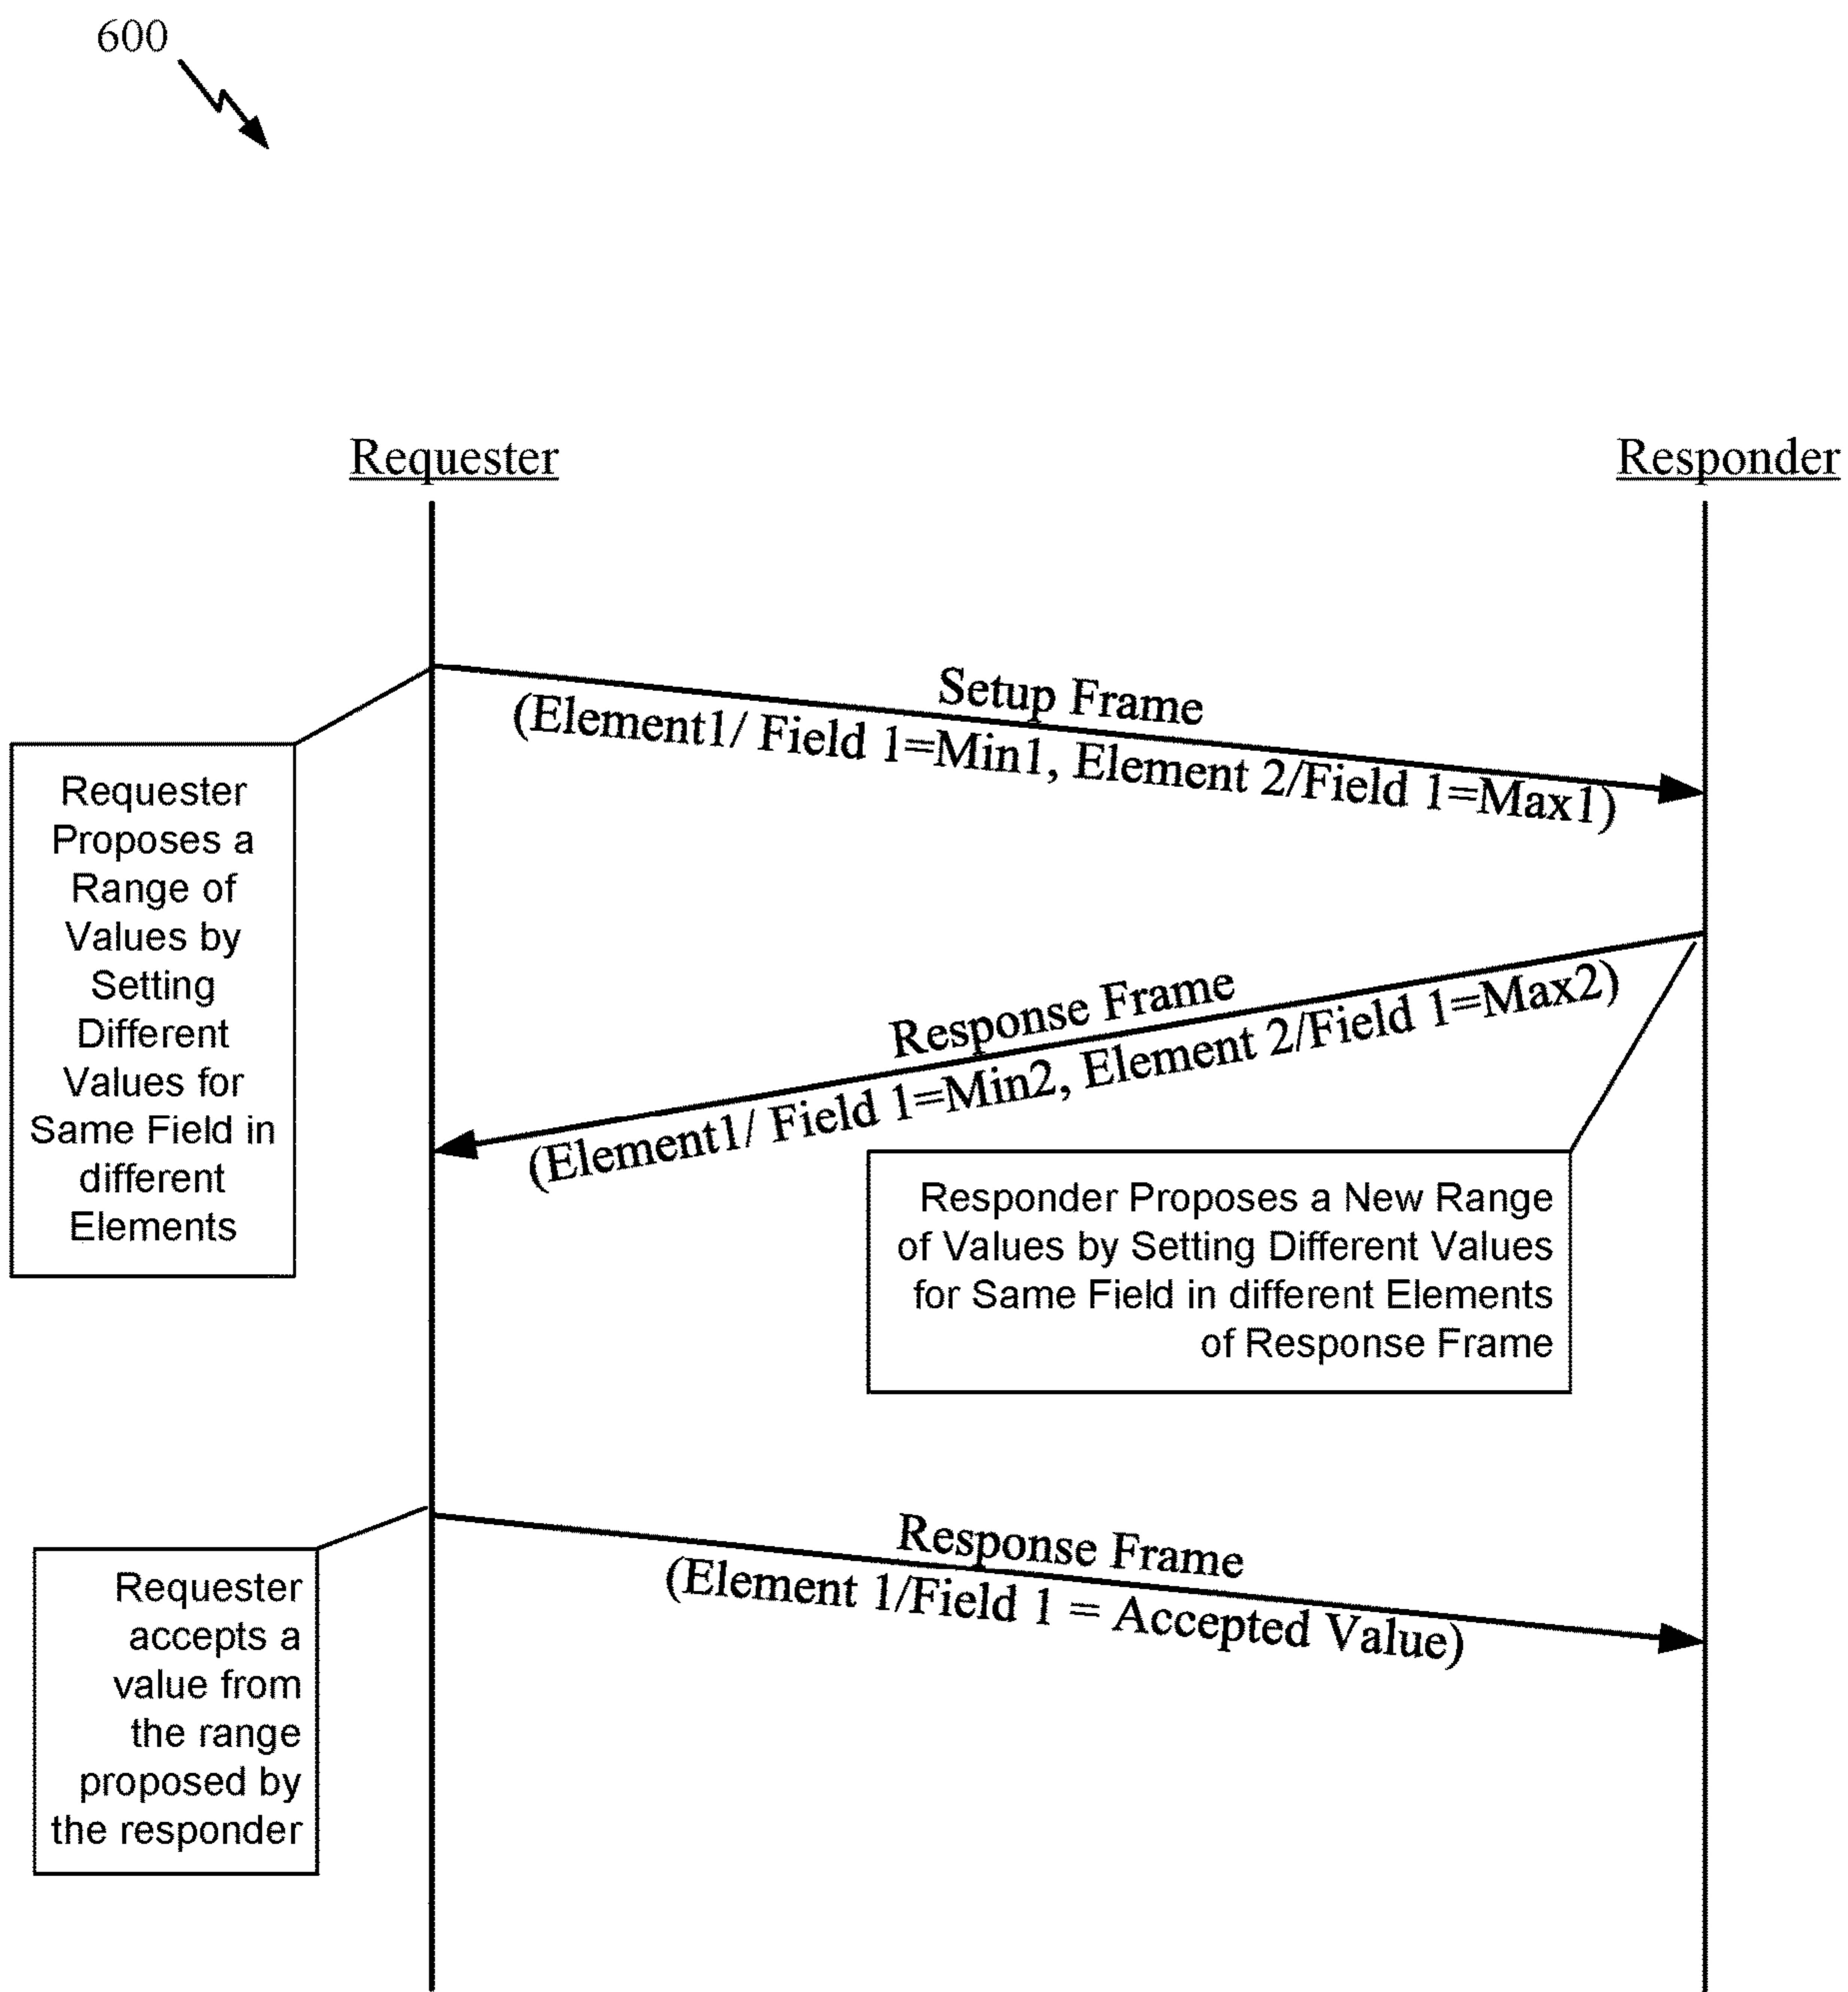 600
Requester
Responder
Setup Frame
(Element1/ Field 1=Min1, Element 2/Field 1=Max1)
Requester
Proposes a
Range of
Values by
Setting
Different
Values for
Same Field in
different
Elements
Response Frame
(Element1/ Field 1=Min2, Element 2/Field 1=Max2)
Responder Proposes a New Range
of Values by Setting Different Values
for Same Field in different Elements
of Response Frame
Response Frame
(Element 1/Field 1 = Accepted Value)
Requester
accepts a
value from
the range
proposed by
the responder